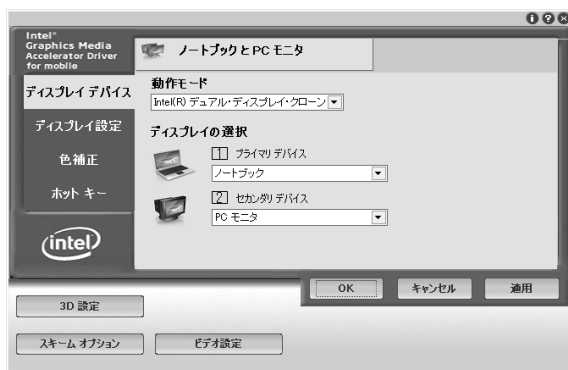 Intel®
Graphics Media
Accelerator Driver
for mobile
ノートブックと PC モニタ
ディスプレイ デバイス
ディスプレイ設定
色補正
ホット キー
intel
動作モード
Intel(R) デュアル・ディスプレイ・クローン
ディスプレイの選択
1 プライマリ デバイス
ノートブック
2 セカンダリ デバイス
PC モニタ
OK
キャンセル
適用
3D 設定
スキーム オプション
ビデオ設定